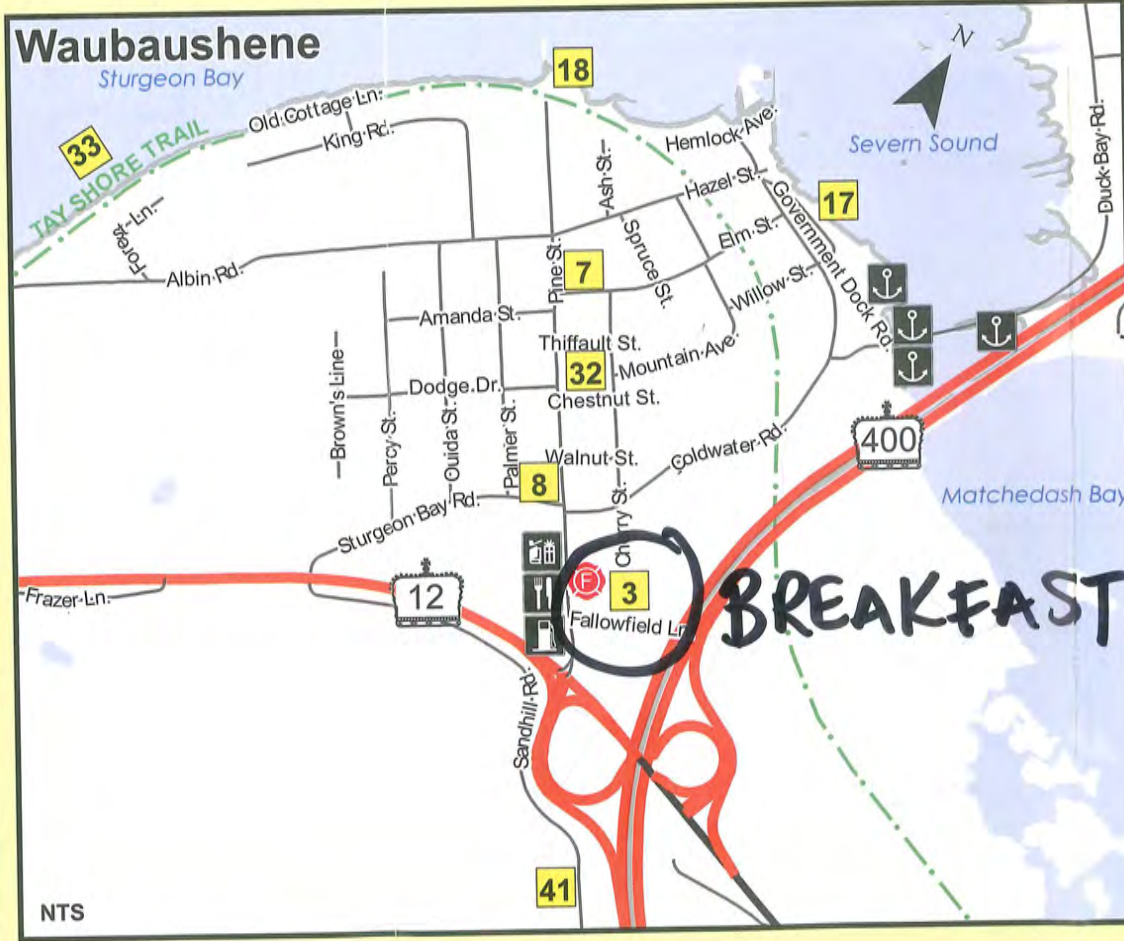 Waubaushene
Sturgeon Bay
18
N
33
TAY SHORE TRAIL
Old Cottage Ln.
King Rd.
Hemlock Ave.
Severn Sound
Duck Bay Rd.
Ash St.
Hazel St.
17
Forest Ln.
Government Dock Rd.
Albin Rd.
Pine St.
7
Spruce St.
Elm St.
Willow St.
Amanda St.
Thiffault St.
Mountain Ave.
Brown's Line
Dodge Dr.
32
Chestnut St.
400
Percy St.
Ouida St.
Palmer St.
Walnut St.
Coldwater Rd.
8
Matchedash Bay
Sturgeon Bay Rd.
Cherry St.
Frazer Ln.
12
F
3
BREAKFAST
Fallowfield Ln
Sandhill Rd.
41
NTS